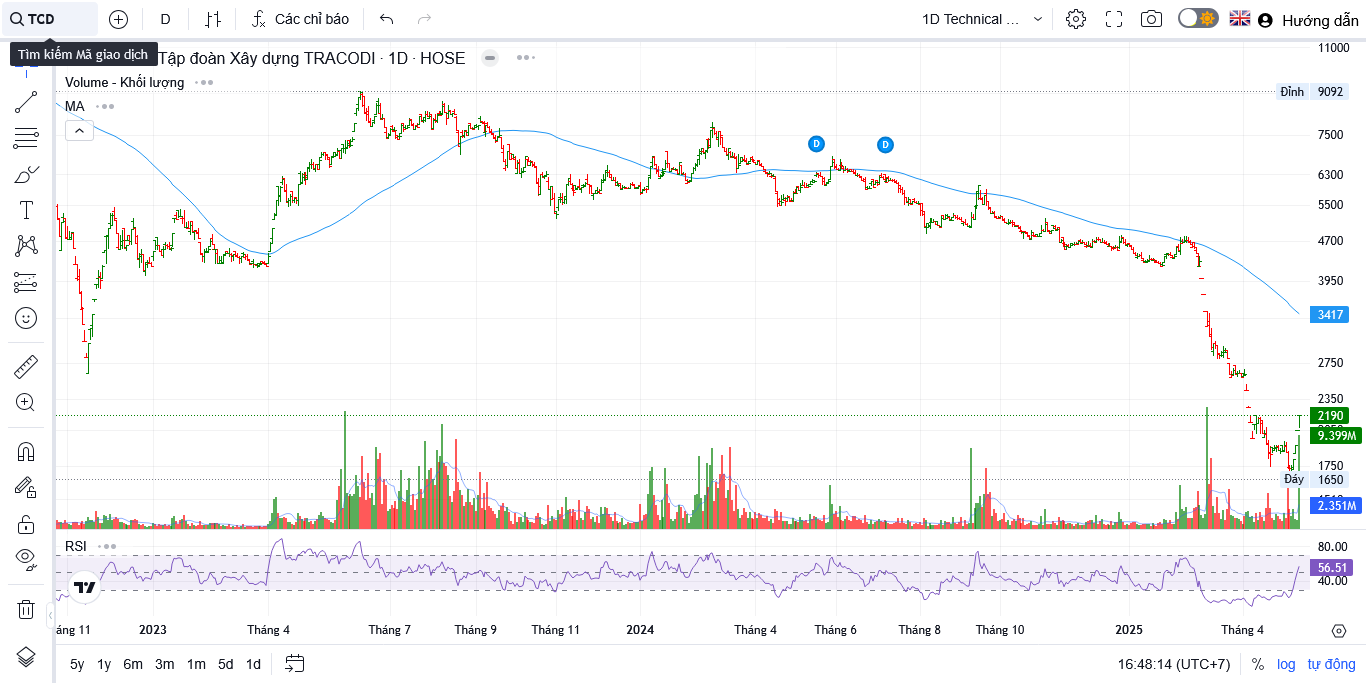 TCD
D
Các chỉ báo
1D Technical ...
Hướng dẫn
Tìm kiếm Mã giao dịch
Tập đoàn Xây dựng TRACODI · 1D · HOSE
Volume - Khối lượng
MA
11000
Đỉnh 9092
7500
6300
5500
4700
3950
3417
2750
2350
2190
9.399M
1750
Đáy 1650
2.351M
D
D
T
RSI
80.00
56.51
40.00
áng 11
2023
Tháng 4
Tháng 7
Tháng 9
Tháng 11
2024
Tháng 4
Tháng 6
Tháng 8
Tháng 10
2025
Tháng 4
5y 1y 6m 3m 1m 5d 1d
16:48:14 (UTC+7)
% log tự động